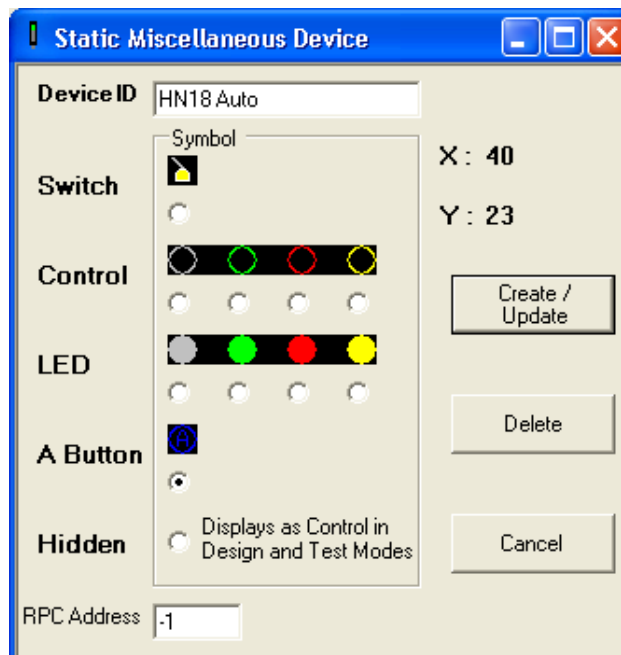 Static Miscellaneous Device
Device ID
HN18 Auto
Symbol
X : 40
Switch
Y : 23
Control
Create /
Update
LED
A Button
A
Delete
Hidden
Displays as Control in
Design and Test Modes
Cancel
RPC Address
-1